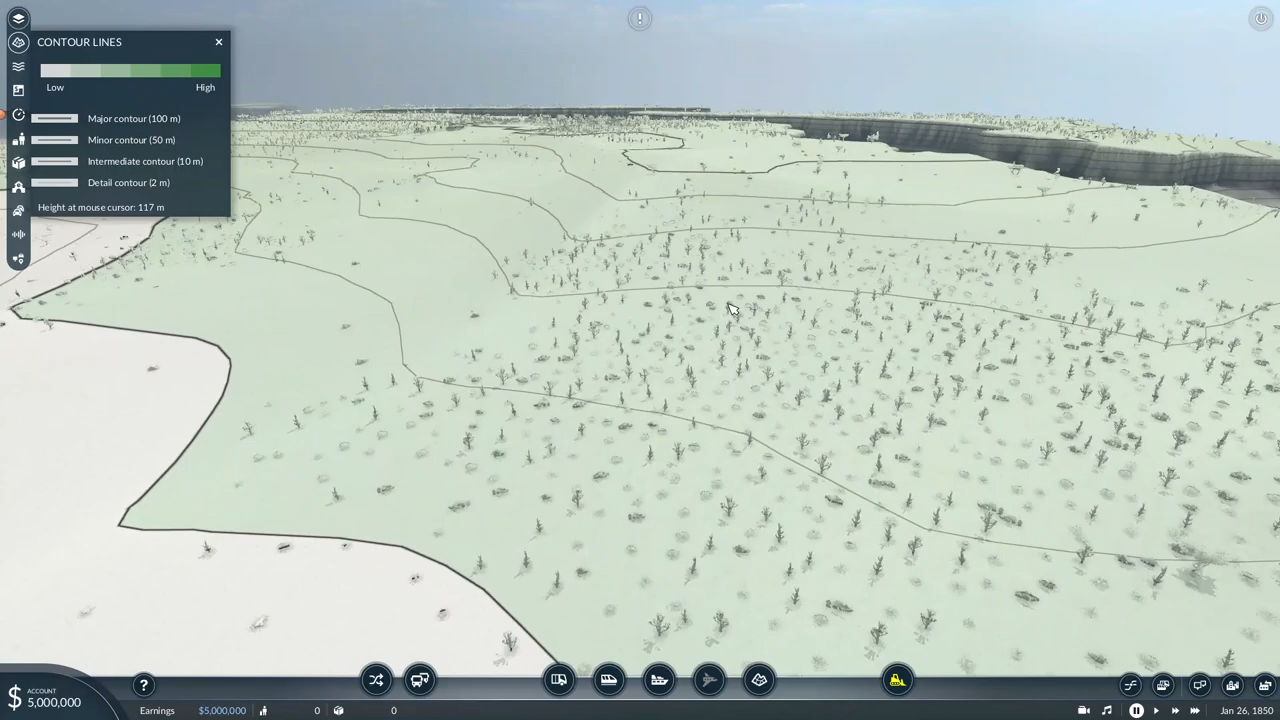 CONTOUR LINES
Low High
Major contour (100 m)
Minor contour (50 m)
Intermediate contour (10 m)
Detail contour (2 m)
Height at mouse cursor: 117 m
$ ACCOUNT
5,000,000
?
Earnings $5,000,000 0 0
Jan 26, 1850